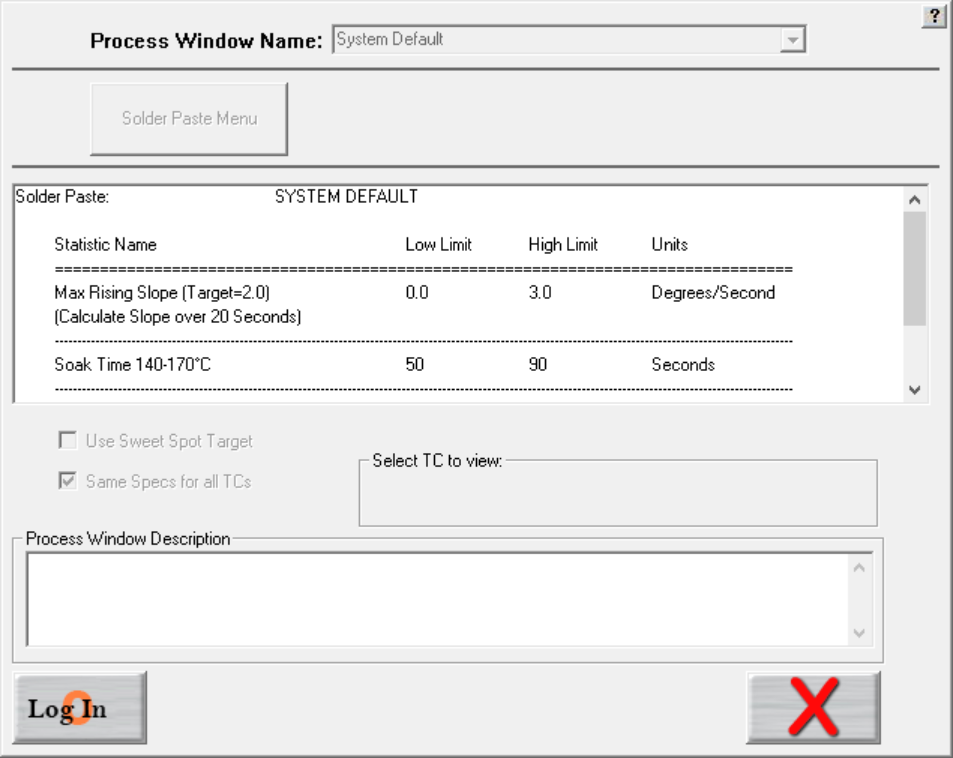 ?
Process Window Name: System Default
Solder Paste Menu
Solder Paste: SYSTEM DEFAULT
Statistic Name Low Limit High Limit Units
==================================================================================
Max Rising Slope (Target=2.0) 0.0 3.0 Degrees/Second
(Calculate Slope over 20 Seconds)
----------------------------------------------------------------------------------
Soak Time 140-170°C 50 90 Seconds
----------------------------------------------------------------------------------
Use Sweet Spot Target
Same Specs for all TCs
Select TC to view:
Process Window Description
Log In